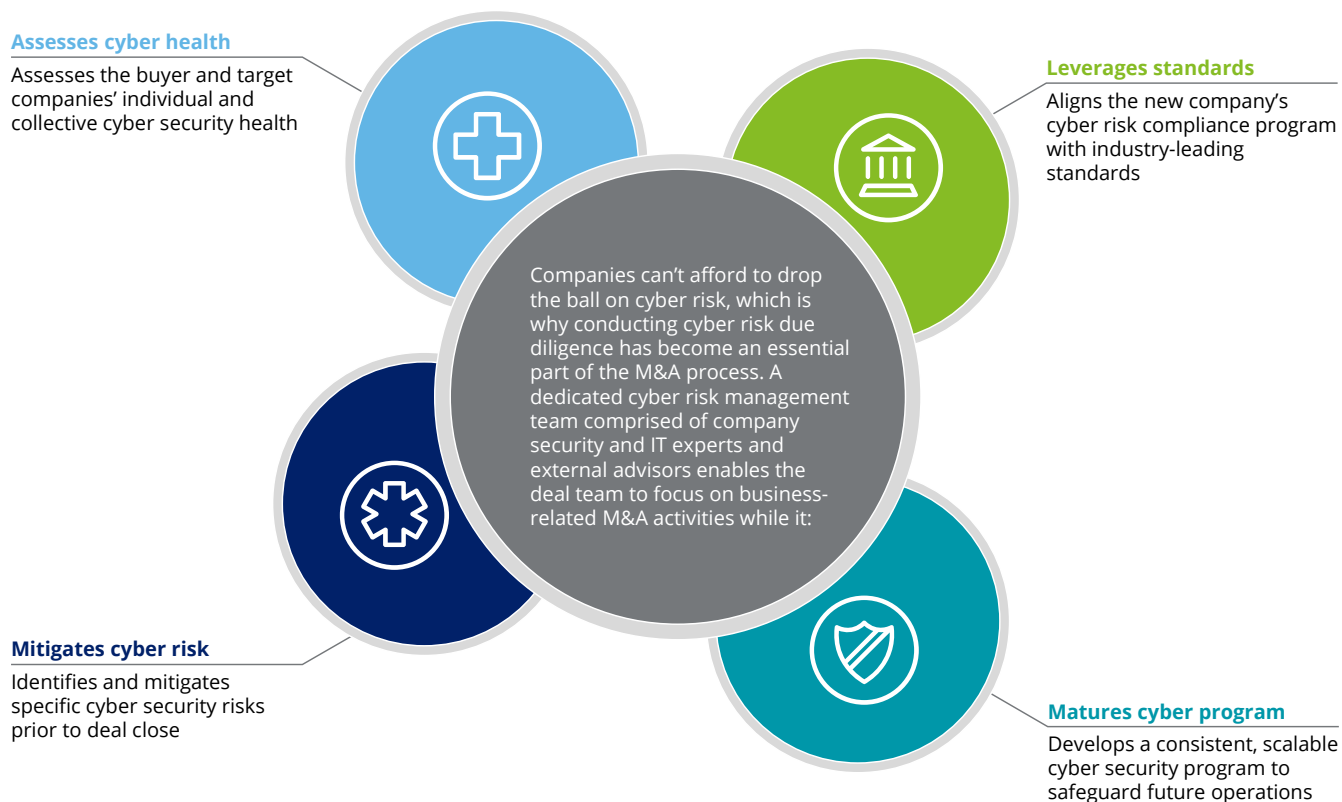 Assesses cyber health
Assesses the buyer and target
companies’ individual and
collective cyber security health
Leverages standards
Aligns the new company’s
cyber risk compliance program
with industry-leading
standards
Companies can’t afford to drop
the ball on cyber risk, which is
why conducting cyber risk due
diligence has become an essential
part of the M&A process. A
dedicated cyber risk management
team comprised of company
security and IT experts and
external advisors enables the
deal team to focus on business-
related M&A activities while it:
Mitigates cyber risk
Identifies and mitigates
specific cyber security risks
prior to deal close
Matures cyber program
Develops a consistent, scalable
cyber security program to
safeguard future operations